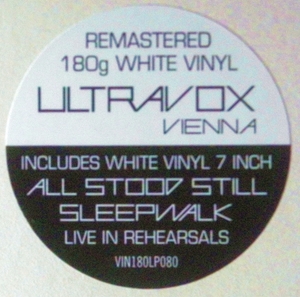 REMASTERED
180g WHITE VINYL
ULTRAVOX
VIENNA
INCLUDES WHITE VINYL 7 INCH
ALL STOOD STILL
SLEEPWALK
LIVE IN REHEARSALS
VIN180LP080